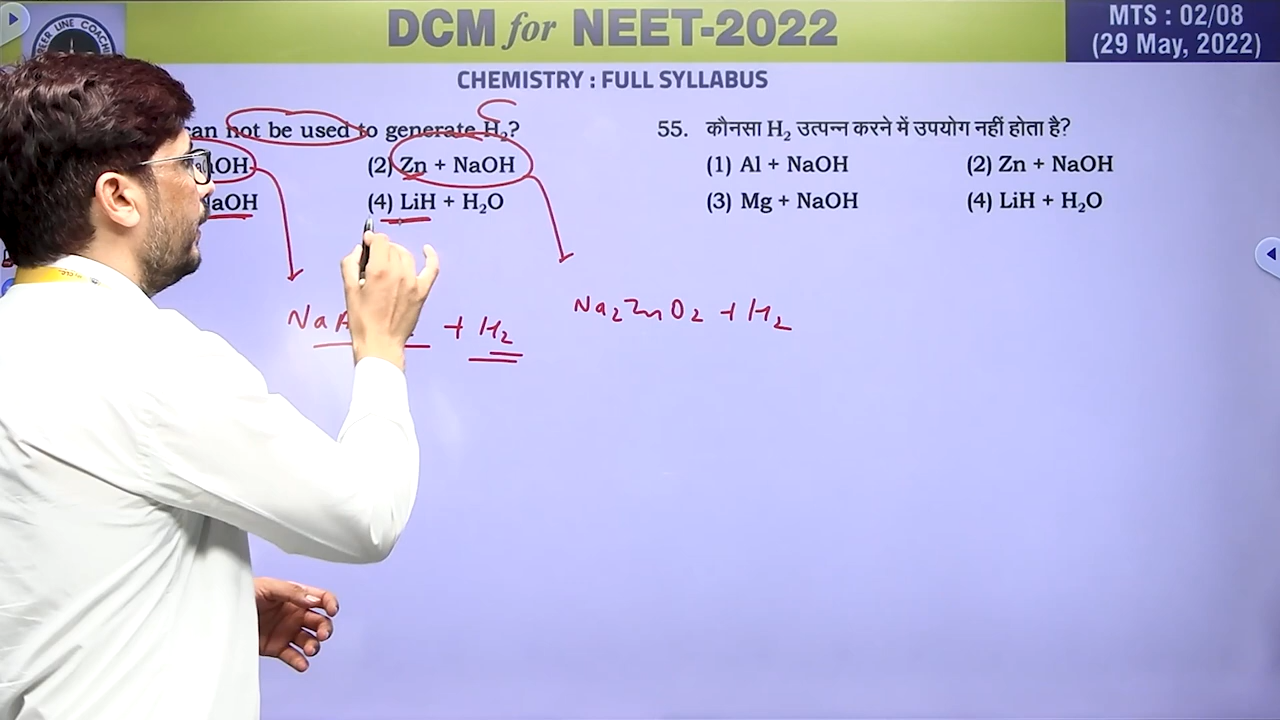 DCM for NEET-2022
MTS : 02/08
(29 May, 2022)
CHEMISTRY : FULL SYLLABUS
can not be used to generate H₂?
(2) Zn + NaOH
NaOH
(4) LiH + H₂O
55. कौनसा H₂ उत्पन्न करने में उपयोग नहीं होता है?
(1) Al + NaOH
(2) Zn + NaOH
(3) Mg + NaOH
(4) LiH + H₂O
+ H₂
Na₂ZnO₂ + H₂